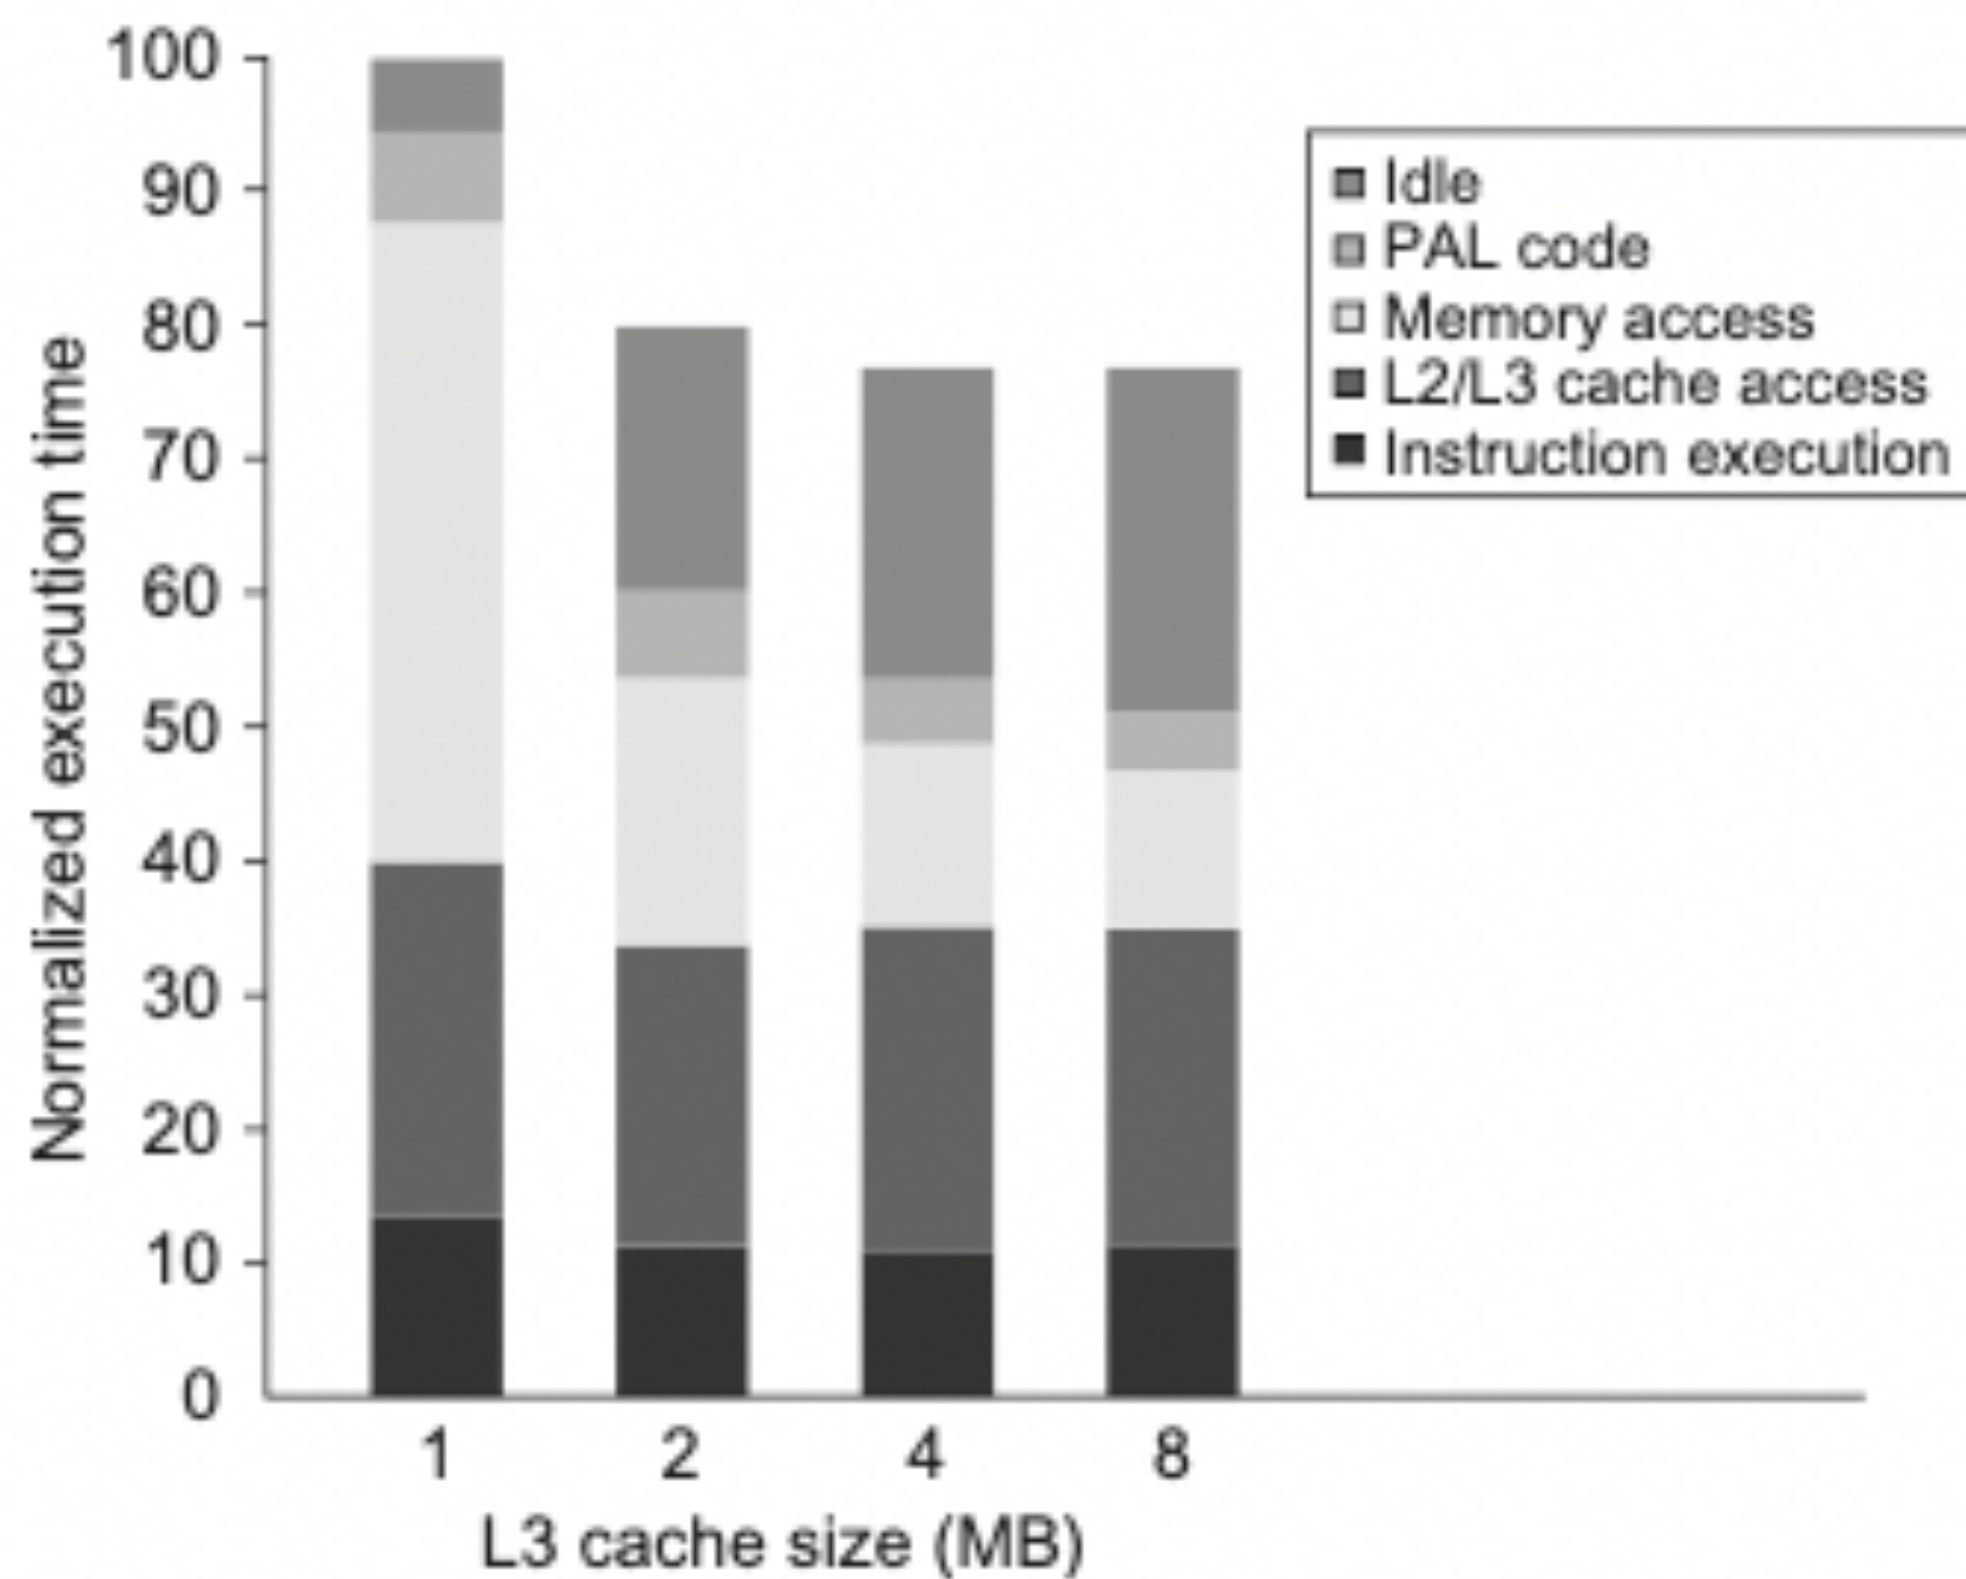 Normalized execution time
100
90
80
70
60
50
40
30
20
10
0
1 2 4 8
L3 cache size (MB)
Idle
PAL code
Memory access
L2/L3 cache access
Instruction execution